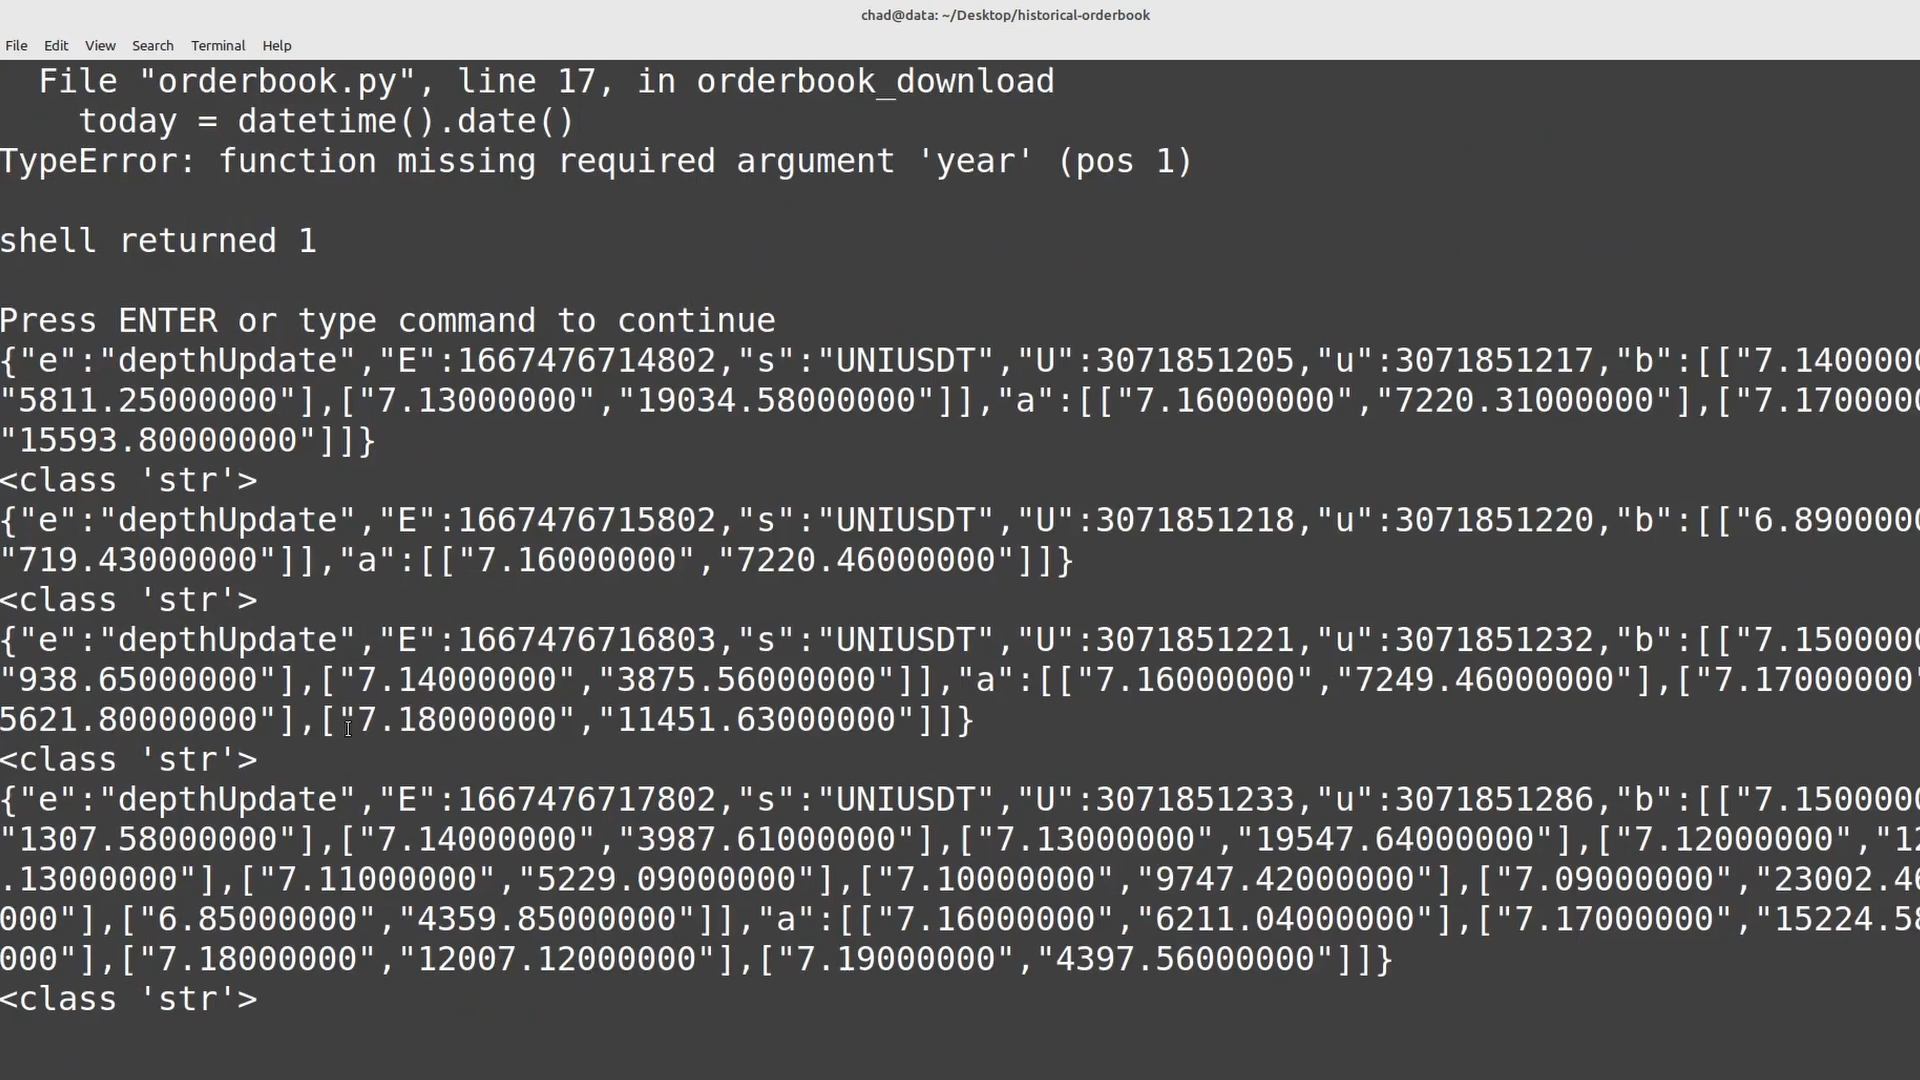 chad@data: ~/Desktop/historical-orderbook
File Edit View Search Terminal Help
File "orderbook.py", line 17, in orderbook_download
today = datetime().date()
TypeError: function missing required argument 'year' (pos 1)
shell returned 1
Press ENTER or type command to continue
{"e":"depthUpdate","E":1667476714802,"s":"UNIUSDT","U":3071851205,"u":3071851217,"b":[["7.1400000
"5811.25000000"],["7.13000000","19034.58000000"]],"a":[["7.16000000","7220.31000000"],["7.1700000
"15593.80000000"]]}
<class 'str'>
{"e":"depthUpdate","E":1667476715802,"s":"UNIUSDT","U":3071851218,"u":3071851220,"b":[["6.8900000
"719.43000000"]],"a":[["7.16000000","7220.46000000"]]}
<class 'str'>
{"e":"depthUpdate","E":1667476716803,"s":"UNIUSDT","U":3071851221,"u":3071851232,"b":[["7.1500000
"938.65000000"],["7.14000000","3875.56000000"]],"a":[["7.16000000","7249.46000000"],["7.17000000"
5621.80000000"],["7.18000000","11451.63000000"]]}
<class 'str'>
{"e":"depthUpdate","E":1667476717802,"s":"UNIUSDT","U":3071851233,"u":3071851286,"b":[["7.1500000
"1307.58000000"],["7.14000000","3987.61000000"],["7.13000000","19547.64000000"],["7.12000000","12
.13000000"],["7.11000000","5229.09000000"],["7.10000000","9747.42000000"],["7.09000000","23002.46
000"],["6.85000000","4359.85000000"]],"a":[["7.16000000","6211.04000000"],["7.17000000","15224.58
000"],["7.18000000","12007.12000000"],["7.19000000","4397.56000000"]]}
<class 'str'>